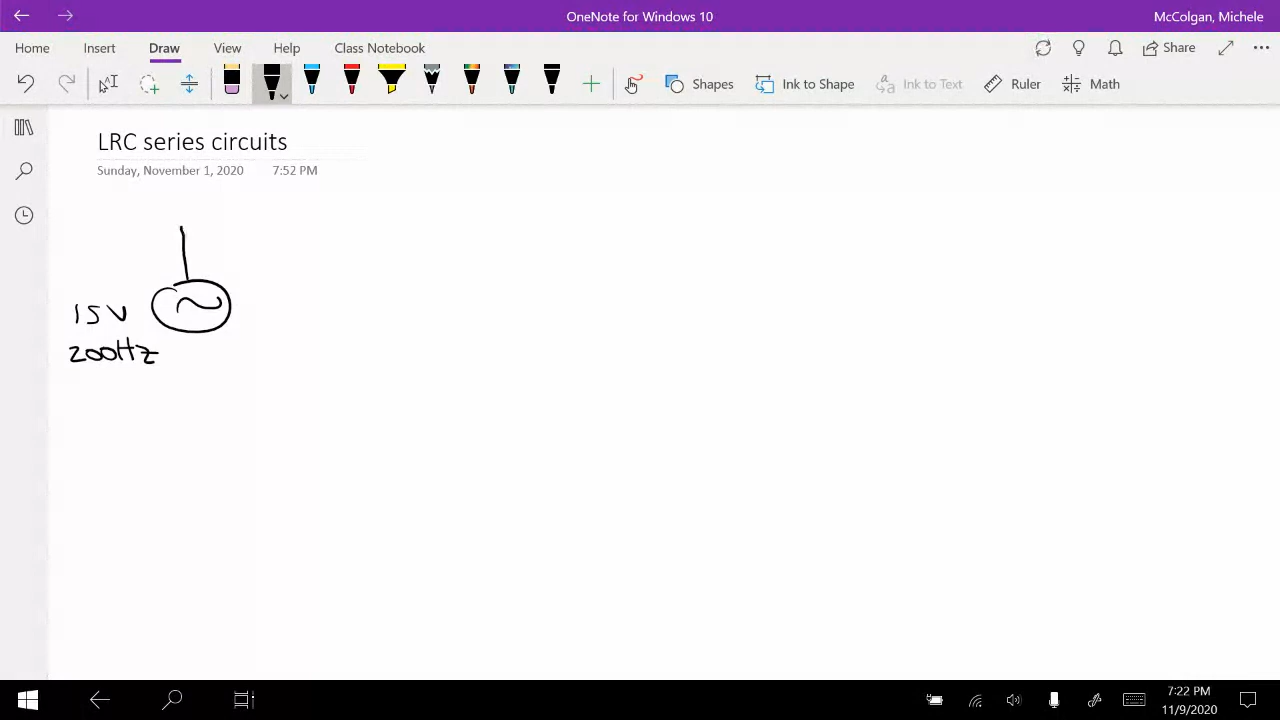 OneNote for Windows 10
McColgan, Michele
Home Insert Draw View Help Class Notebook
Share
Shapes Ink to Shape Ink to Text Ruler Math
LRC series circuits
Sunday, November 1, 2020 7:52 PM
15V
200Hz
7:22 PM
11/9/2020